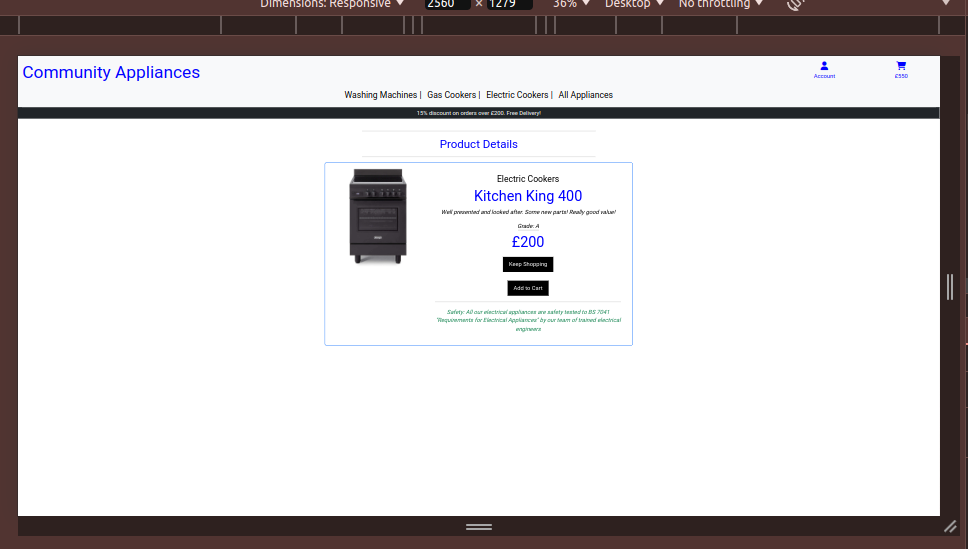 Dimensions: Responsive ▼ 2560 × 1279 36% ▼ Desktop ▼ No throttling ▼
Community Appliances
Account
£550
Washing Machines | Gas Cookers | Electric Cookers | All Appliances
15% discount on orders over £200. Free Delivery!
Product Details
Electric Cookers
Kitchen King 400
Well presented and looked after. Some new parts! Really good value!
Grade: A
£200
Keep Shopping
Add to Cart
Safety: All our electrical appliances are safety tested to BS 7041
"Requirements for Electrical Appliances" by our team of trained electrical
engineers